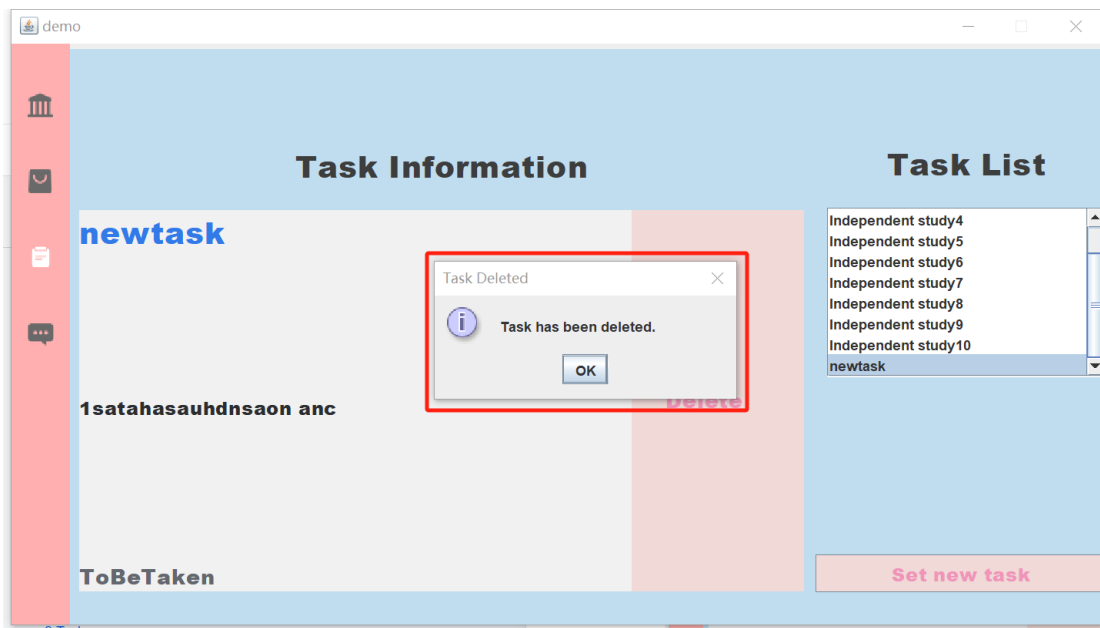 demo
Task Information
Task List
newtask
Independent study4
Independent study5
Independent study6
Independent study7
Independent study8
Independent study9
Independent study10
newtask
Task Deleted
Task has been deleted.
OK
Delete
1satahasauhdnsaon anc
ToBeTaken
Set new task